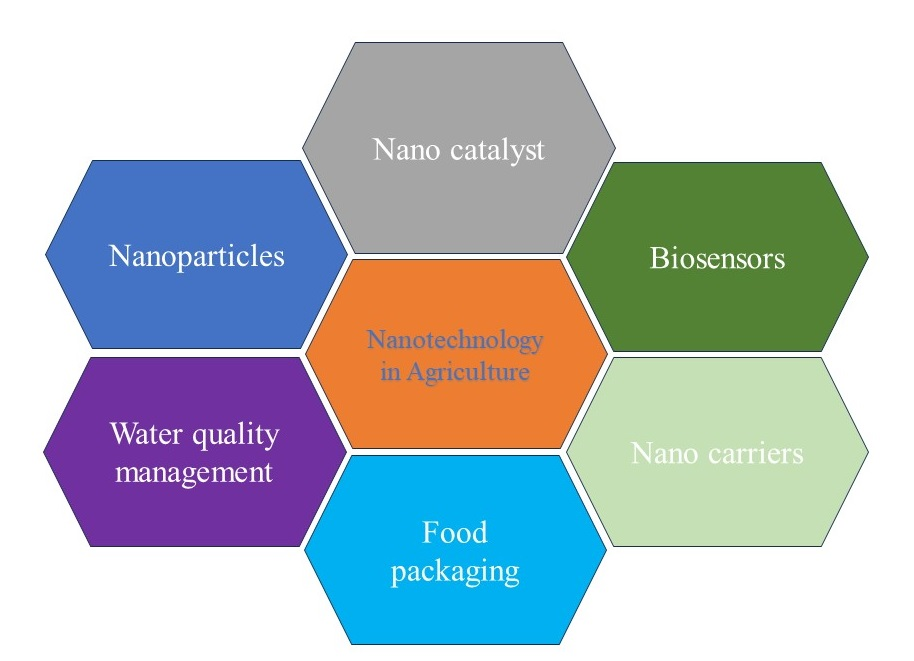 Nano catalyst
Nanoparticles
Biosensors
Nanotechnology
in Agriculture
Water quality
management
Nano carriers
Food
packaging